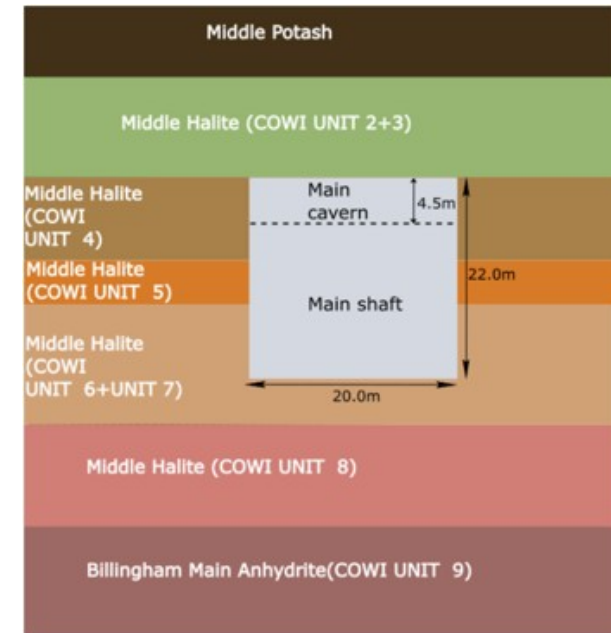 Middle Potash
Middle Halite (COWI UNIT 2+3)
Middle Halite
(COWI
UNIT 4)
Main
cavern
4.5m
Middle Halite
(COWI UNIT 5)
22.0m
Main shaft
Middle Halite
(COWI
UNIT 6+UNIT 7)
20.0m
Middle Halite (COWI UNIT 8)
Billingham Main Anhydrite(COWI UNIT 9)